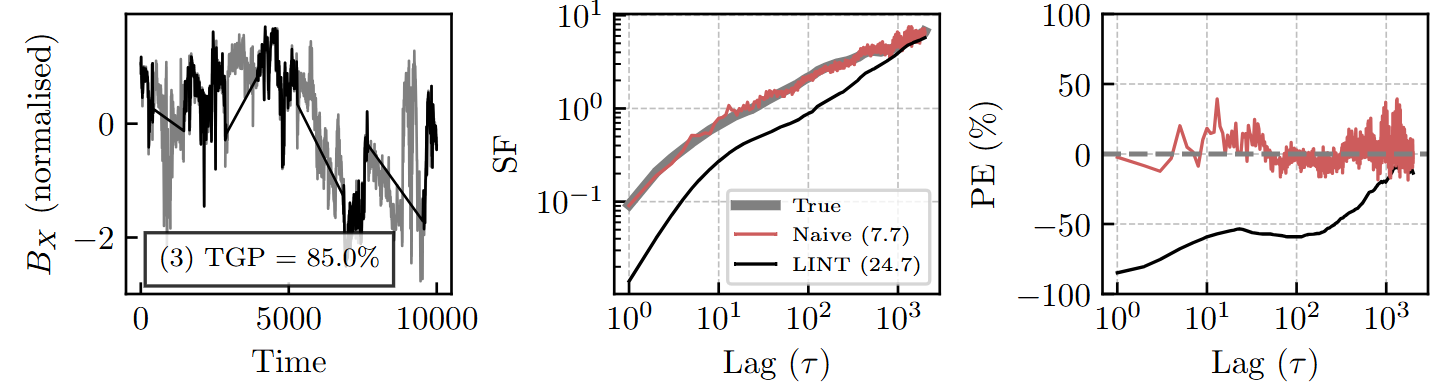 B_X (normalised)
0
−2
(3) TGP = 85.0%
0 5000 10000
Time
SF
10^1
10^0
10^−1
True
Naive (7.7)
LINT (24.7)
10^0 10^1 10^2 10^3
Lag (τ)
PE (%)
100
50
0
−50
−100
10^0 10^1 10^2 10^3
Lag (τ)